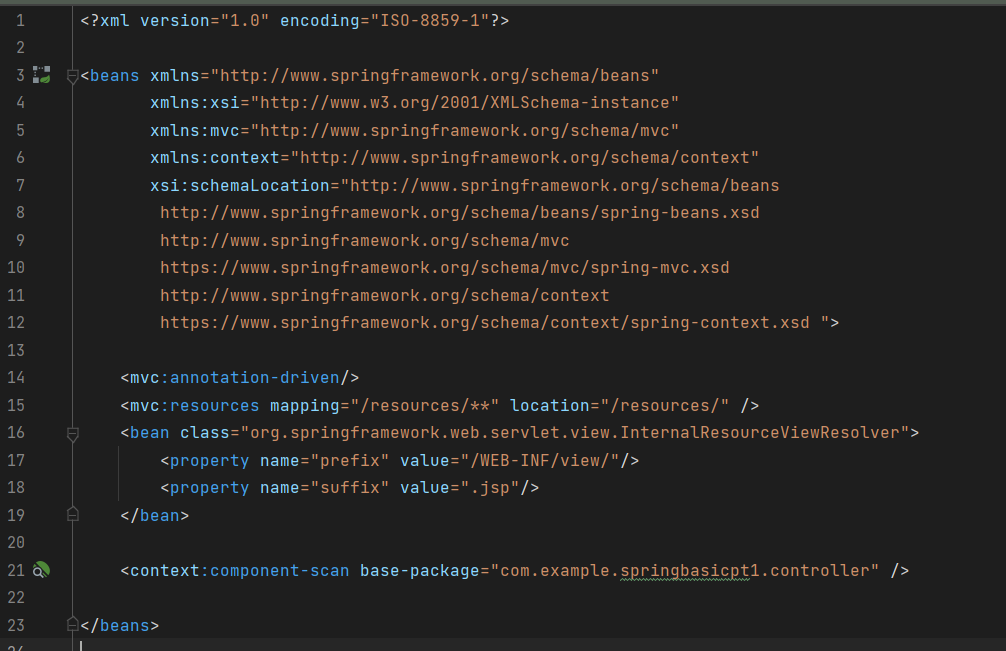 1 <?xml version="1.0" encoding="ISO-8859-1"?>
2
3 <beans xmlns="http://www.springframework.org/schema/beans"
4 xmlns:xsi="http://www.w3.org/2001/XMLSchema-instance"
5 xmlns:mvc="http://www.springframework.org/schema/mvc"
6 xmlns:context="http://www.springframework.org/schema/context"
7 xsi:schemaLocation="http://www.springframework.org/schema/beans
8 http://www.springframework.org/schema/beans/spring-beans.xsd
9 http://www.springframework.org/schema/mvc
10 https://www.springframework.org/schema/mvc/spring-mvc.xsd
11 http://www.springframework.org/schema/context
12 https://www.springframework.org/schema/context/spring-context.xsd ">
13
14 <mvc:annotation-driven/>
15 <mvc:resources mapping="/resources/**" location="/resources/" />
16 <bean class="org.springframework.web.servlet.view.InternalResourceViewResolver">
17 <property name="prefix" value="/WEB-INF/view/"/>
18 <property name="suffix" value=".jsp"/>
19 </bean>
20
21 <context:component-scan base-package="com.example.springbasicpt1.controller" />
22
23 </beans>
24